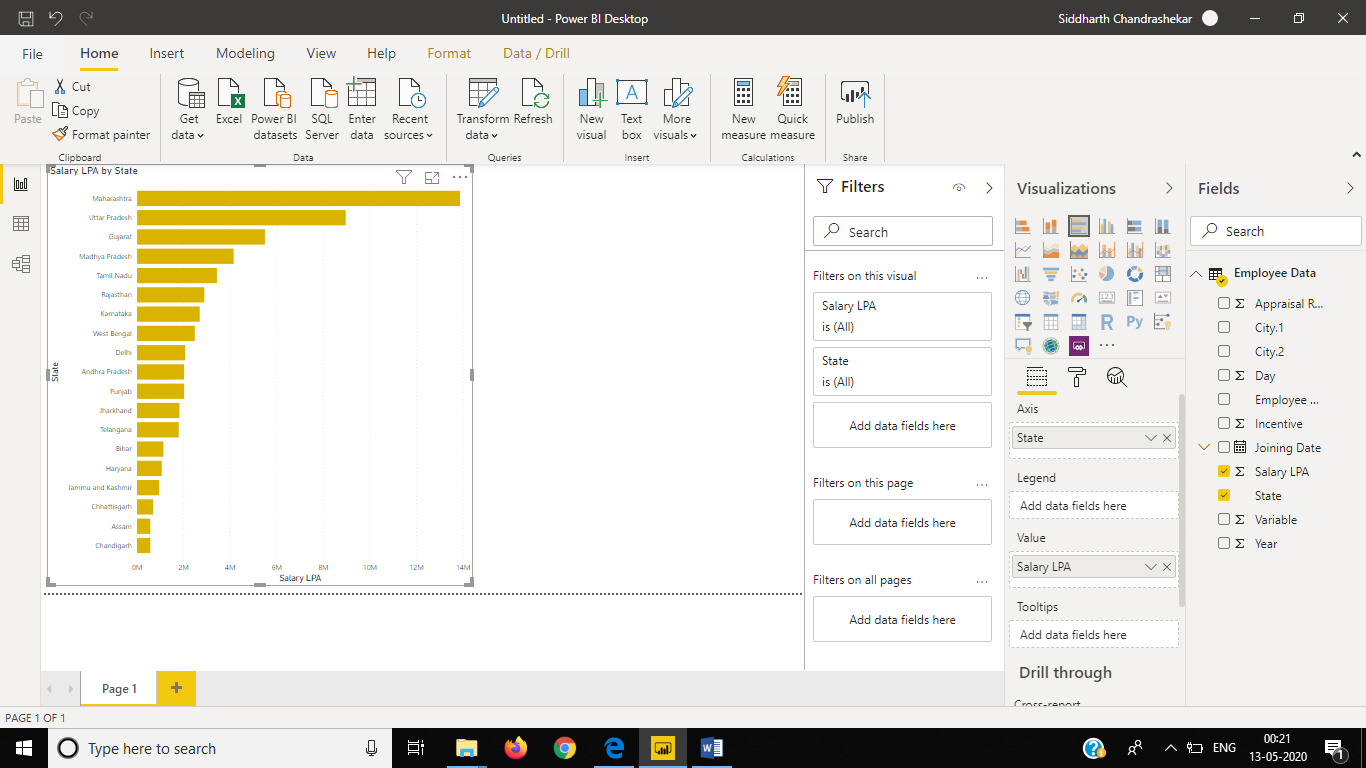 Untitled - Power BI Desktop
Siddharth Chandrashekar
File Home Insert Modeling View Help Format Data / Drill
Paste
Cut
Copy
Format painter
Clipboard
Get data
Excel
Power BI datasets
SQL Server
Enter data
Recent sources
Data
Transform data
Refresh
Queries
New visual
Text box
More visuals
Insert
New measure
Quick measure
Calculations
Publish
Share
Salary LPA by State
State
Maharashtra
Uttar Pradesh
Gujarat
Madhya Pradesh
Tamil Nadu
Rajasthan
Karnataka
West Bengal
Delhi
Andhra Pradesh
Punjab
Jharkhand
Telangana
Bihar
Haryana
Jammu and Kashmir
Chhattisgarh
Assam
Chandigarh
0M 2M 4M 6M 8M 10M 12M 14M
Salary LPA
Filters
Search
Filters on this visual ...
Salary LPA
is (All)
State
is (All)
Add data fields here
Filters on this page ...
Add data fields here
Filters on all pages ...
Add data fields here
Visualizations
123
R
Py
...
Axis
State
Legend
Add data fields here
Value
Salary LPA
Tooltips
Add data fields here
Drill through
Cross-report
Fields
Search
Employee Data
Σ Appraisal R...
City.1
City.2
Σ Day
Employee ...
Σ Incentive
Joining Date
Σ Salary LPA
State
Σ Variable
Σ Year
Page 1
+
PAGE 1 OF 1
Type here to search
ENG
00:21
13-05-2020
1